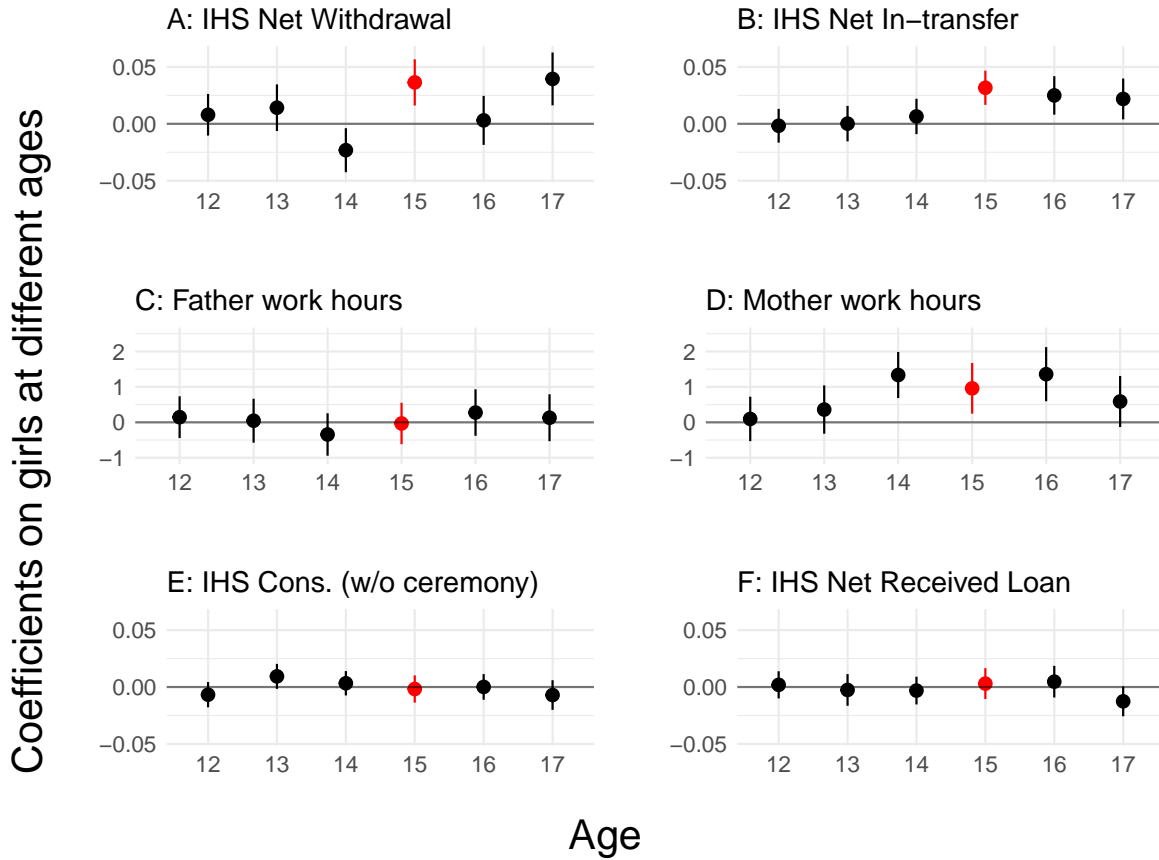 Coefficients on girls at different ages
A: IHS Net Withdrawal
0.05
0.00
−0.05
12 13 14 15 16 17
B: IHS Net In−transfer
0.05
0.00
−0.05
12 13 14 15 16 17
C: Father work hours
2
1
0
−1
12 13 14 15 16 17
D: Mother work hours
2
1
0
−1
12 13 14 15 16 17
E: IHS Cons. (w/o ceremony)
0.05
0.00
−0.05
12 13 14 15 16 17
F: IHS Net Received Loan
0.05
0.00
−0.05
12 13 14 15 16 17
Age